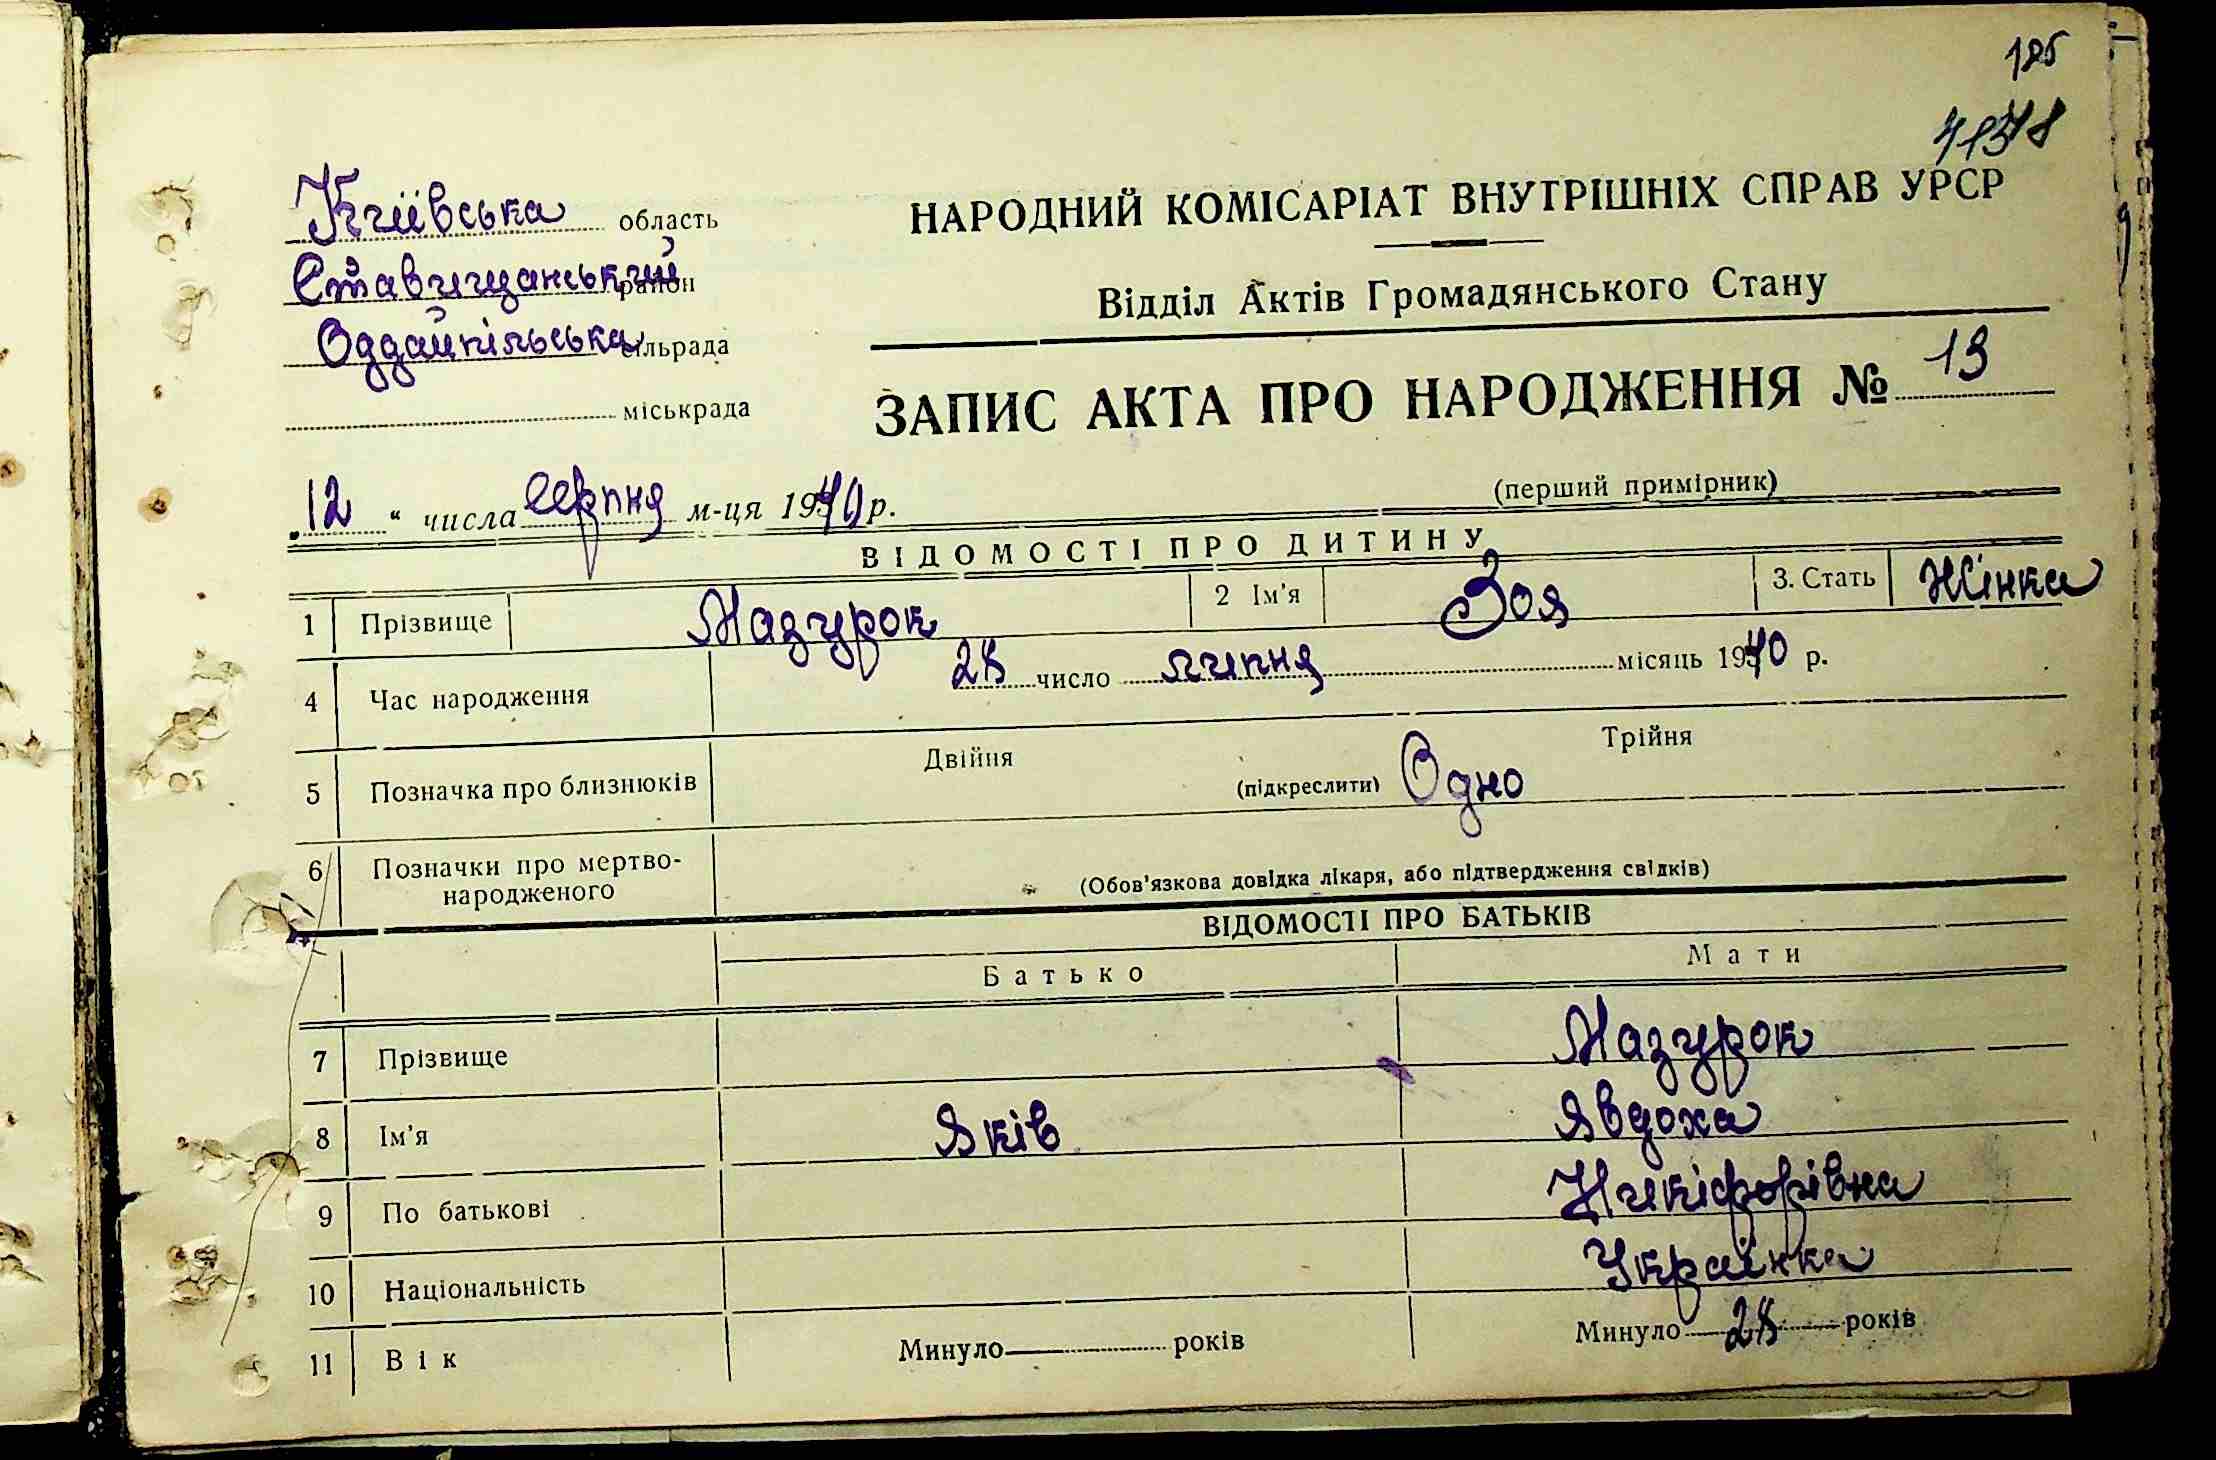 125
Київська область
Ставищанський район
Оддайпільська сільрада
міськрада
НАРОДНИЙ КОМІСАРІАТ ВНУТРІШНІХ СПРАВ УРСР
Відділ Актів Громадянського Стану
ЗАПИС АКТА ПРО НАРОДЖЕННЯ № 13
(перший примірник)
„12“ числа серпня м-ця 1940 р.
ВІДОМОСТІ ПРО ДИТИНУ
1 Прізвище Мазурок 2 Ім'я Зоя 3. Стать Жінка
4 Час народження 28 число липня місяць 1940 р.
5 Позначка про близнюків Двійня (підкреслити) Одно Трійня
6 Позначки про мертво-
народженого (Обов'язкова довідка лікаря, або підтвердження свідків)
ВІДОМОСТІ ПРО БАТЬКІВ
Батько Мати
7 Прізвище Мазурок
8 Ім'я Яків Явдоха
9 По батькові Никіфорівна
10 Національність Українка
11 Вік Минуло років Минуло 28 років